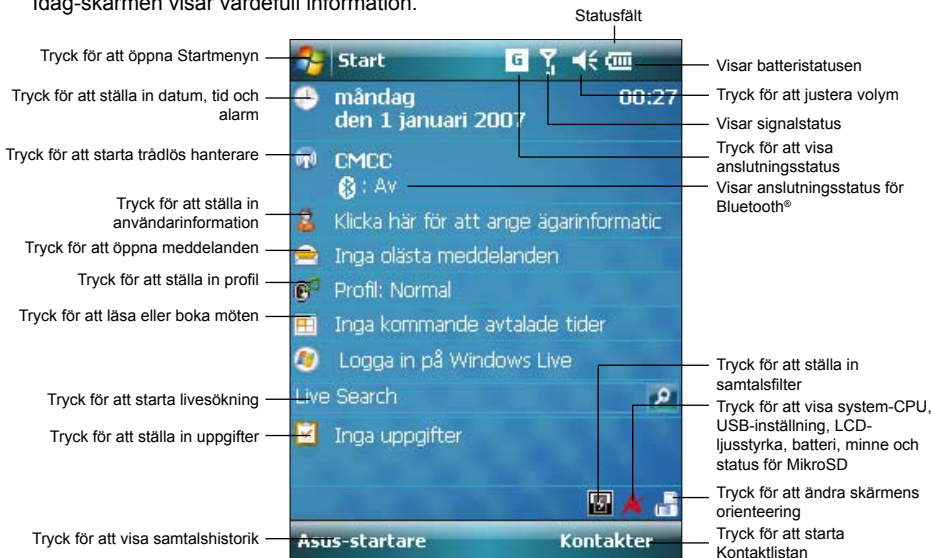 Idag-skärmen visar värdefull information.
Statusfält
Tryck för att öppna Startmenyn
Tryck för att ställa in datum, tid och
alarm
Tryck för att starta trådlös hanterare
Tryck för att ställa in
användarinformation
Tryck för att öppna meddelanden
Tryck för att ställa in profil
Tryck för att läsa eller boka möten
Tryck för att starta livesökning
Tryck för att ställa in uppgifter
Tryck för att visa samtalshistorik
Start
G
måndag
00:27
den 1 januari 2007
CMCC
: Av
Klicka här för att ange ägarinformatic
Inga olästa meddelanden
Profil: Normal
Inga kommande avtalade tider
Logga in på Windows Live
Live Search
Inga uppgifter
Asus-startare
Kontakter
Visar batteristatusen
Tryck för att justera volym
Visar signalstatus
Tryck för att visa
anslutningsstatus
Visar anslutningsstatus för
Bluetooth®
Tryck för att ställa in
samtalsfilter
Tryck för att visa system-CPU,
USB-inställning, LCD-
ljusstyrka, batteri, minne och
status för MikroSD
Tryck för att ändra skärmens
orientering
Tryck för att starta
Kontaktlistan